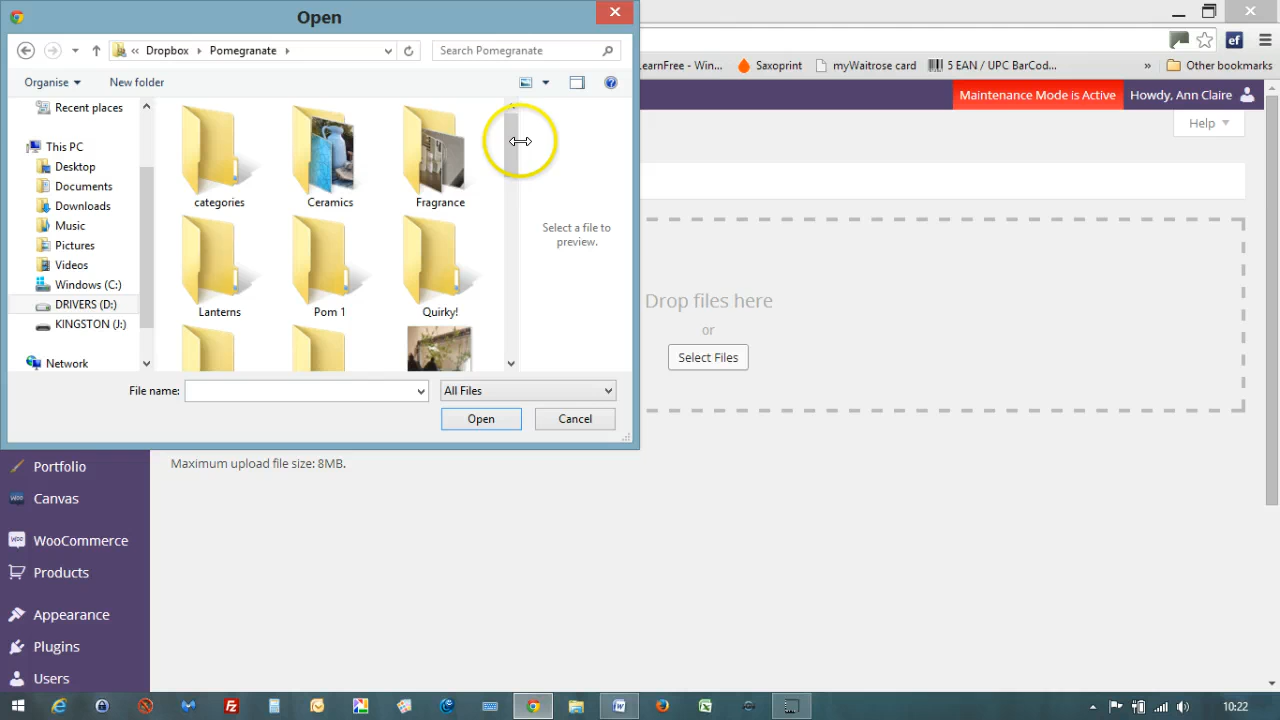 Open
Dropbox
Pomegranate
Search Pomegranate
Organise
New folder
Recent places
This PC
Desktop
Documents
Downloads
Music
Pictures
Videos
Windows (C:)
DRIVERS (D:)
KINGSTON (J:)
Network
categories
Ceramics
Fragrance
Lanterns
Pom 1
Quirky!
Select a file to
preview.
File name:
All Files
Open
Cancel
LearnFree - Win...
Saxoprint
myWaitrose card
5 EAN / UPC BarCod...
»
Other bookmarks
ef
Maintenance Mode is Active
Howdy, Ann Claire
Help
Drop files here
or
Select Files
Maximum upload file size: 8MB.
Portfolio
Canvas
WooCommerce
Products
Appearance
Plugins
Users
10:22